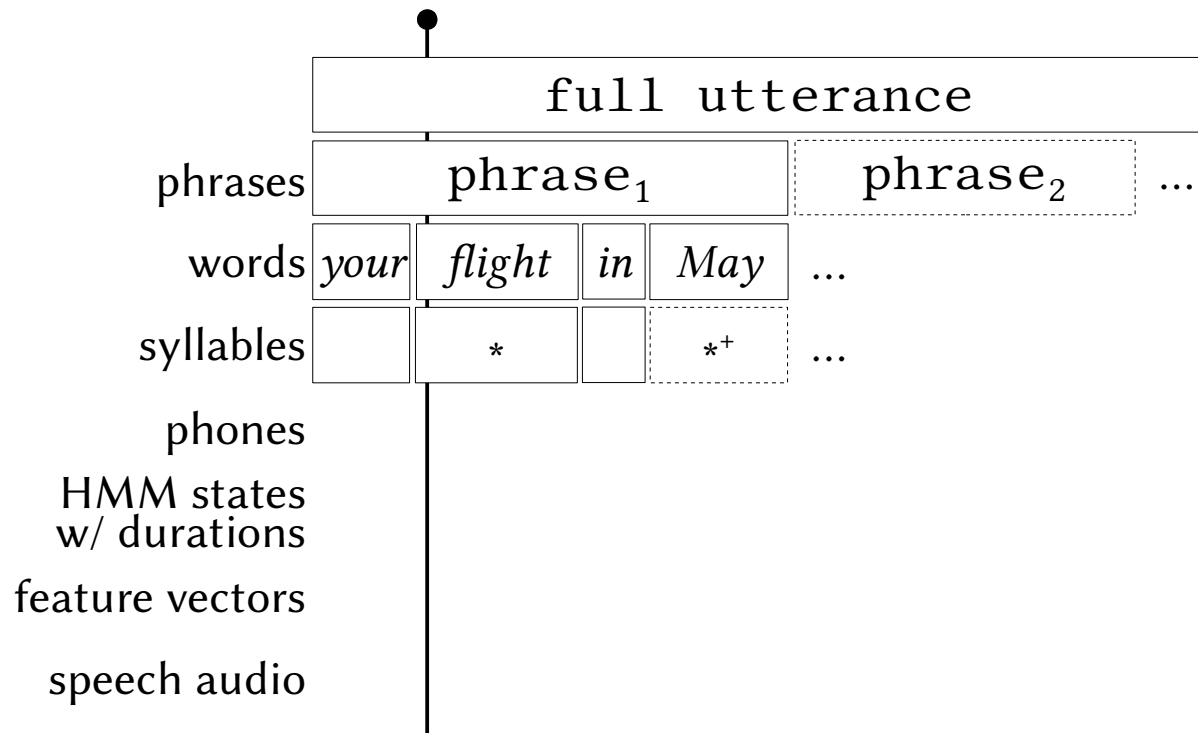 full utterance
phrases phrase₁ phrase₂ ...
words your flight in May ...
syllables * *⁺ ...
phones
HMM states
w/ durations
feature vectors
speech audio